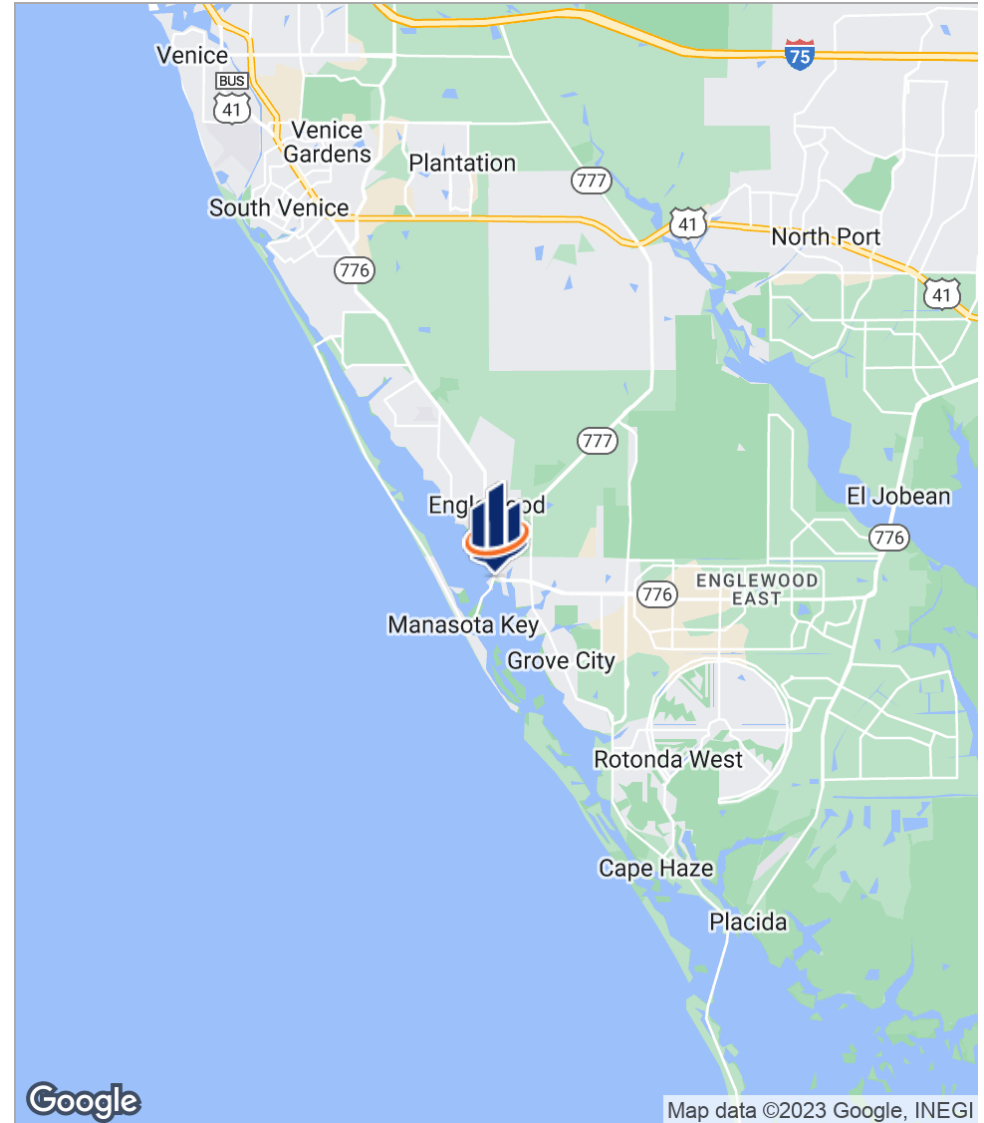 Venice
BUS
41
75
Venice
Gardens
Plantation
777
South Venice
41
North Port
776
41
777
El Jobean
776
ENGLEWOOD
EAST
776
Manasota Key
Grove City
Rotonda West
Cape Haze
Placida
Google
Map data ©2023 Google, INEGI